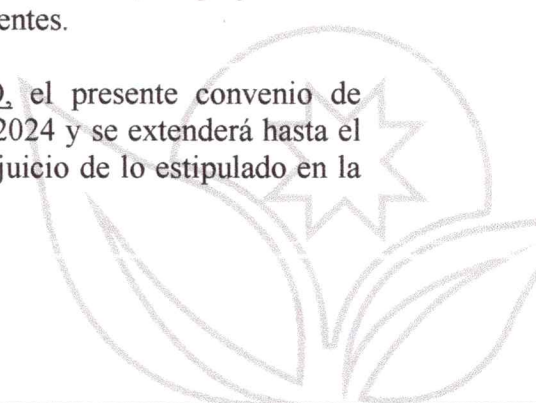 entes.
O, el presente convenio de
2024 y se extenderá hasta el
juicio de lo estipulado en la